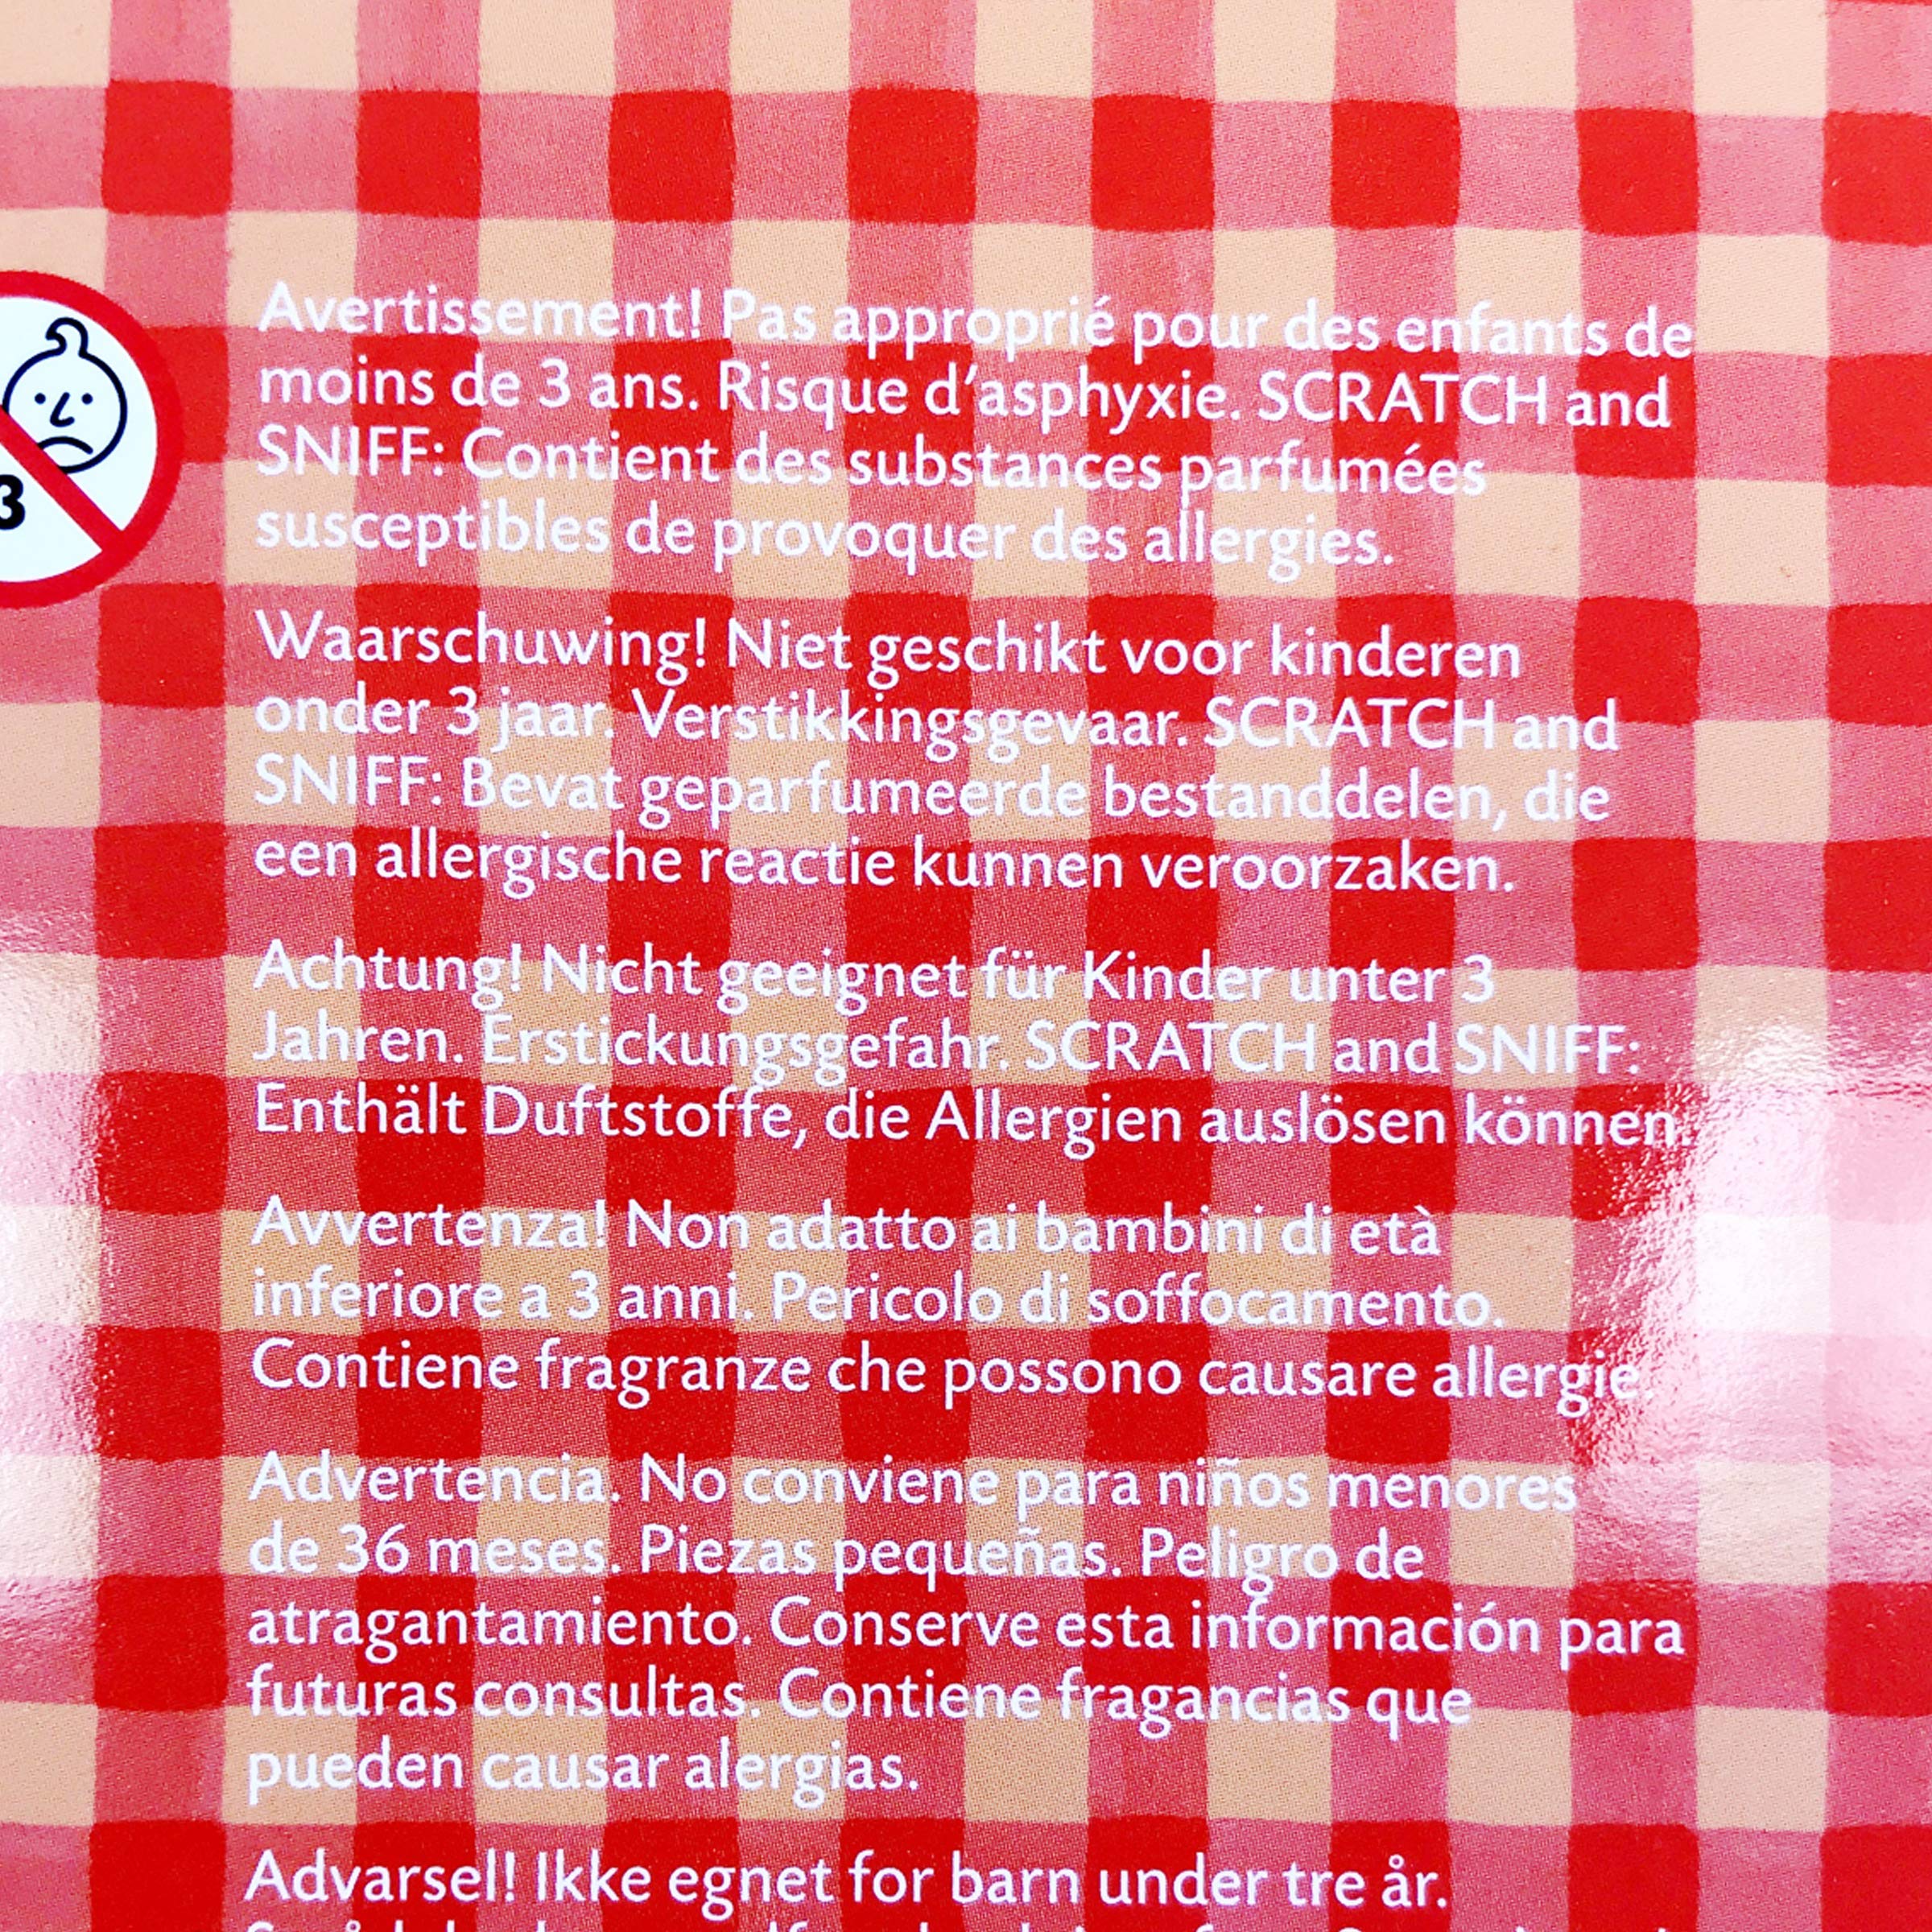 3
Avertissement! Pas approprié pour des enfants de
moins de 3 ans. Risque d'asphyxie. SCRATCH and
SNIFF: Contient des substances parfumées
susceptibles de provoquer des allergies.
Waarschuwing! Niet geschikt voor kinderen
onder 3 jaar. Verstikkingsgevaar. SCRATCH and
SNIFF: Bevat geparfumeerde bestanddelen, die
een allergische reactie kunnen veroorzaken.
Achtung! Nicht geeignet für Kinder unter 3
Jahren. Erstickungsgefahr. SCRATCH and SNIFF:
Enthält Duftstoffe, die Allergien auslösen können.
Avvertenza! Non adatto ai bambini di età
inferiore a 3 anni. Pericolo di soffocamento.
Contiene fragranze che possono causare allergie.
Advertencia. No conviene para niños menores
de 36 meses. Piezas pequeñas. Peligro de
atragantamiento. Conserve esta información para
futuras consultas. Contiene fragancias que
pueden causar alergias.
Advarsel! Ikke egnet for barn under tre år.